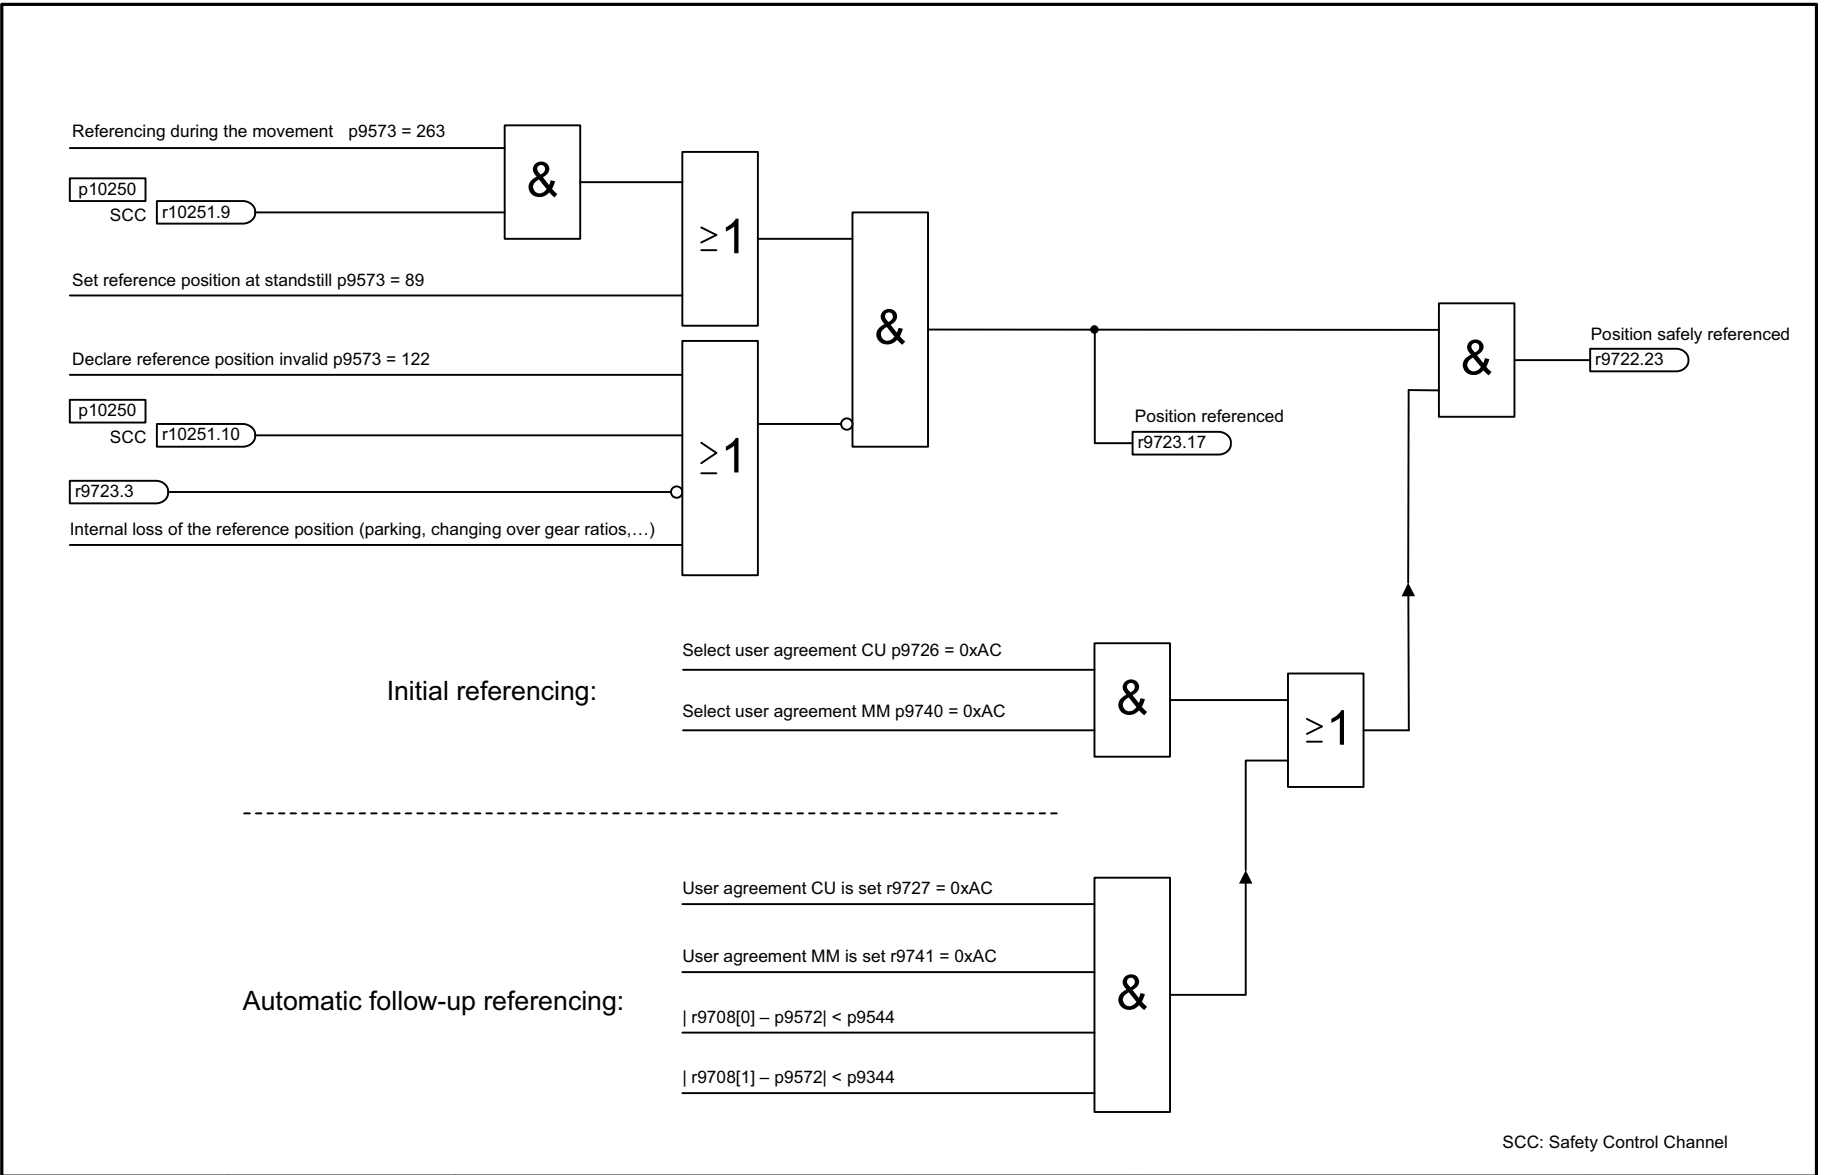 Referencing during the movement p9573 = 263
&
p10250
SCC r10251.9
≥1
Set reference position at standstill p9573 = 89
&
Position safely referenced
r9722.23
&
Declare reference position invalid p9573 = 122
p10250
SCC r10251.10
≥1
Position referenced
r9723.17
r9723.3
Internal loss of the reference position (parking, changing over gear ratios,…)
Initial referencing:
Select user agreement CU p9726 = 0xAC
&
Select user agreement MM p9740 = 0xAC
≥1
Automatic follow-up referencing:
User agreement CU is set r9727 = 0xAC
User agreement MM is set r9741 = 0xAC
&
| r9708[0] – p9572| < p9544
| r9708[1] – p9572| < p9344
SCC: Safety Control Channel